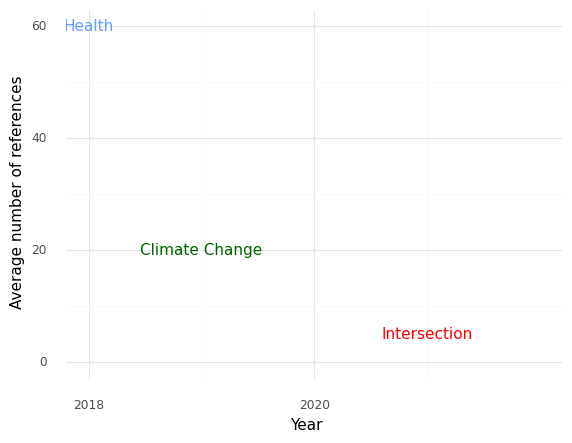 60
Health
40
Average number of references
20
Climate Change
Intersection
0
2018
2020
Year